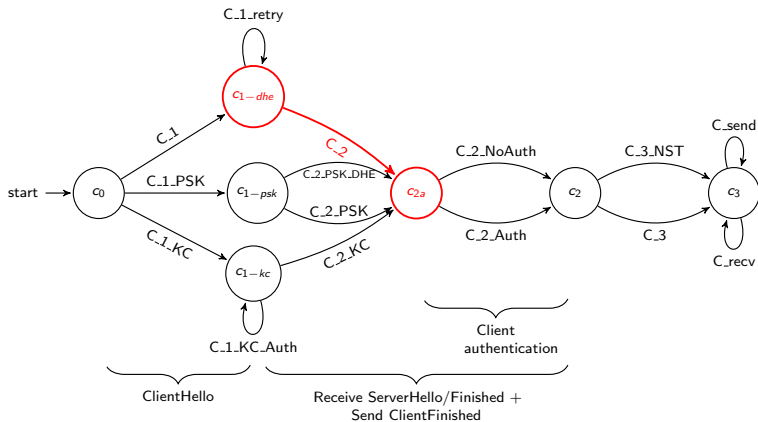 C_1_retry
c1−dhe
C_1
C_2
C_send
C_2_NoAuth
C_3_NST
C_2_PSK_DHE
C_1_PSK
start
c0
c1−psk
c2a
c2
c3
C_2_PSK
C_2_Auth
C_3
C_1_KC
C_2_KC
C_recv
c1−kc
C_1_KC_Auth
Client
authentication
ClientHello
Receive ServerHello/Finished +
Send ClientFinished